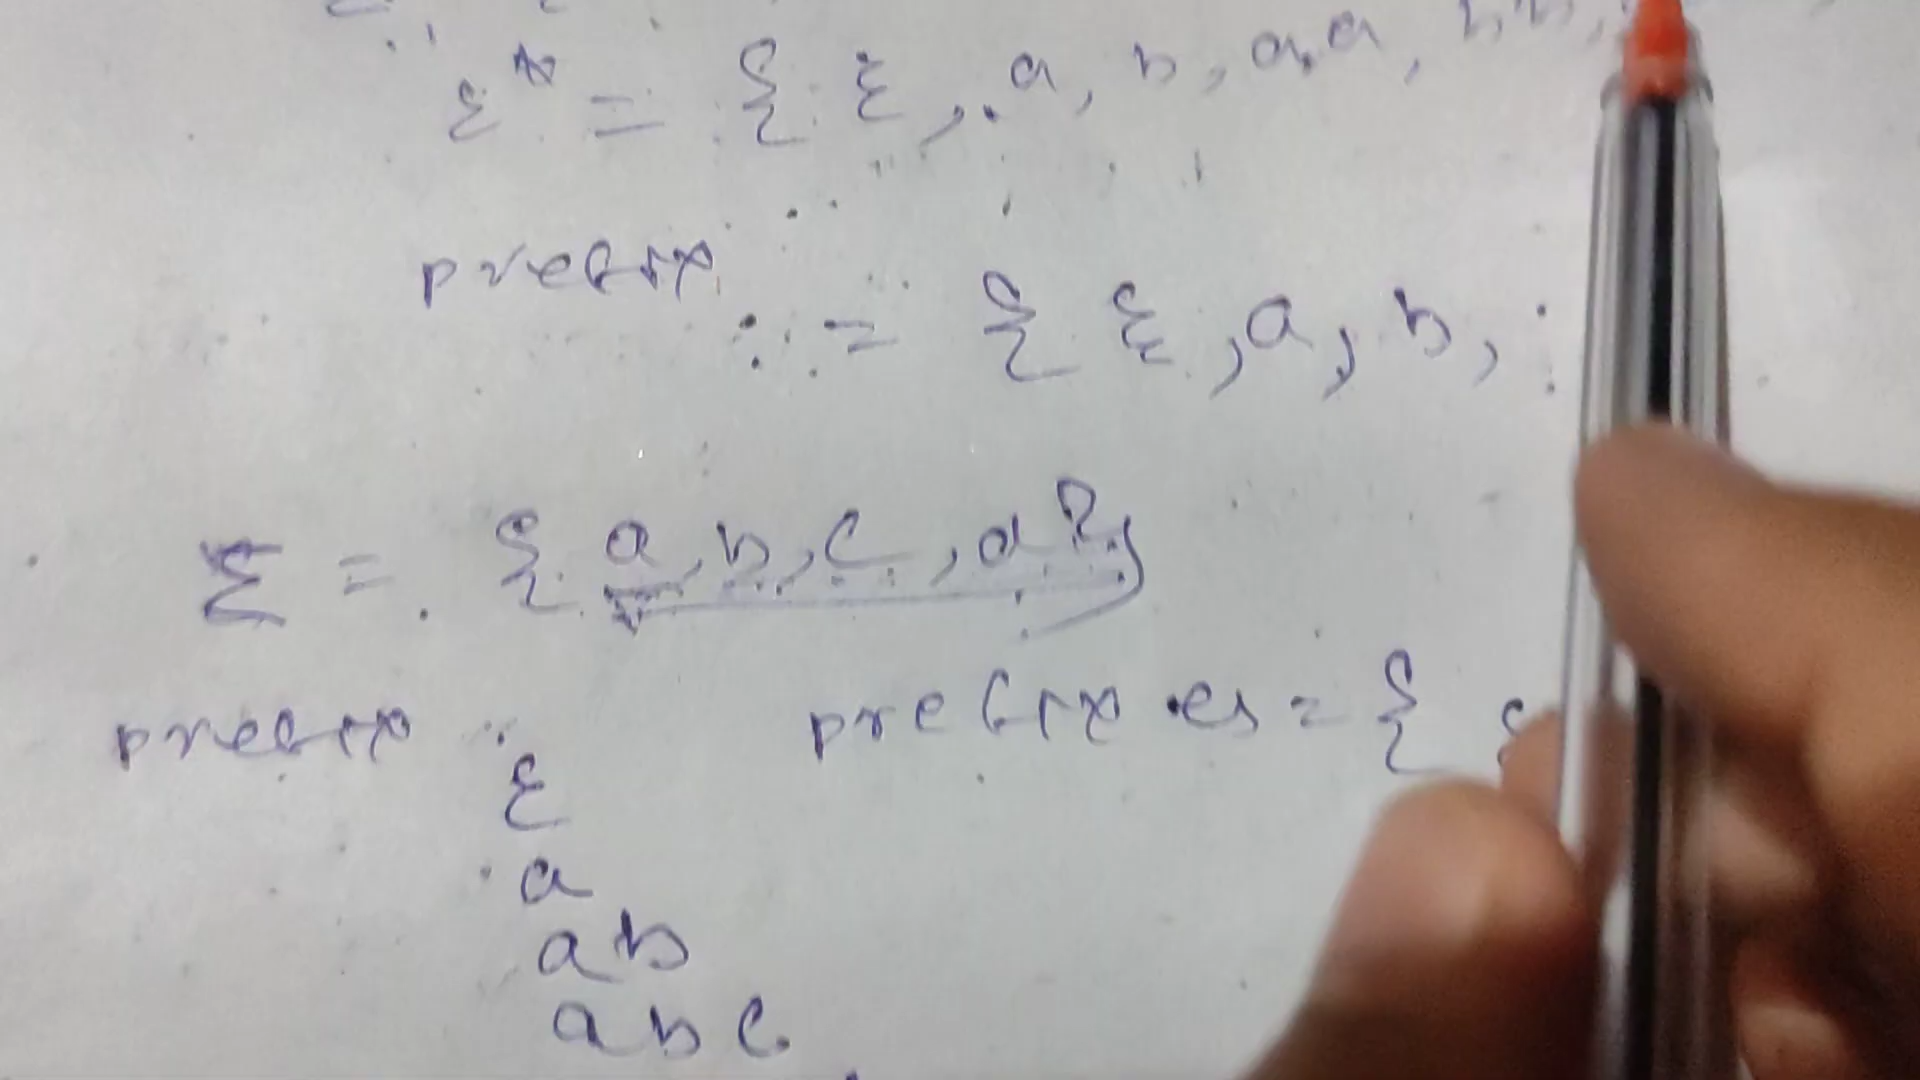 ε* = { ε, a, b, aa, bb,
prefix
= { ε, a, b,
Σ = { a, b, c, d }
prefix
prefixes = { ε
ε
a
ab
abc